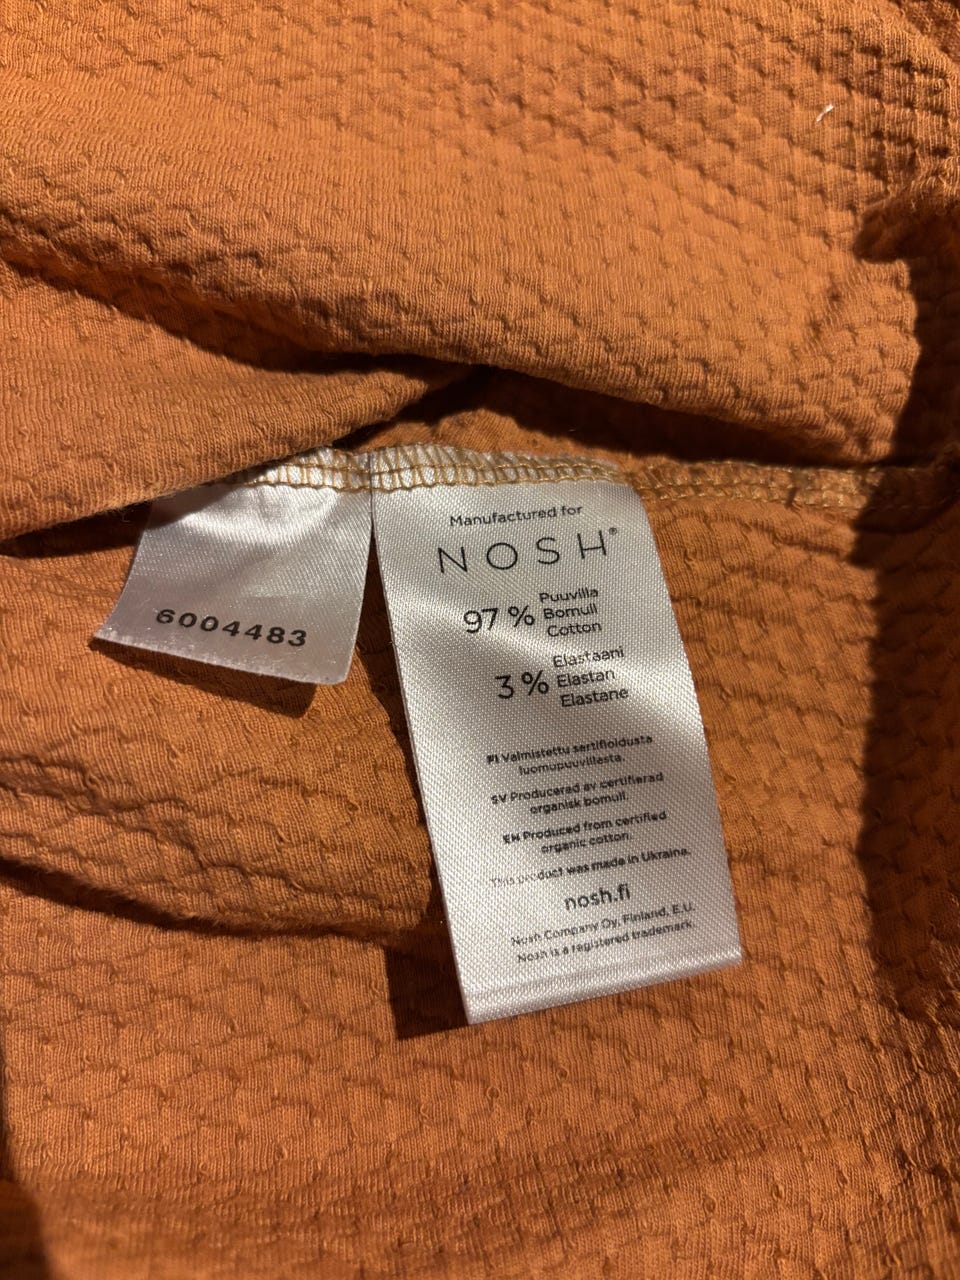 6004483
Manufactured for
NOSH®
97 % Puuvilla
Bomull
Cotton
3 % Elastaani
Elastan
Elastane
FI Valmistettu sertifioidusta
luomupuuvillasta.
SV Producerad av certifierad
organisk bomull.
EN Produced from certified
organic cotton.
This product was made in Ukraine.
nosh.fi
Nosh Company Oy, Finland, E.U.
Nosh is a registered trademark